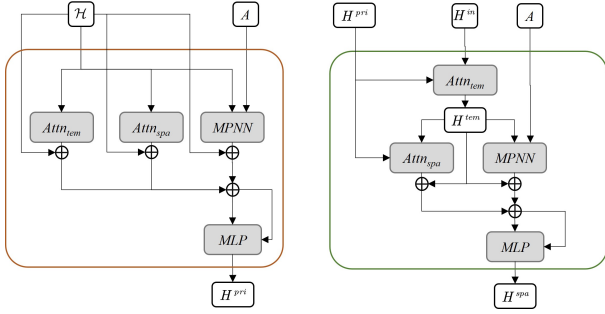 𝓗 A
Attn_tem Attn_spa MPNN
MLP
H^pri
H^pri H^in A
Attn_tem
H^tem
Attn_spa MPNN
MLP
H^spa